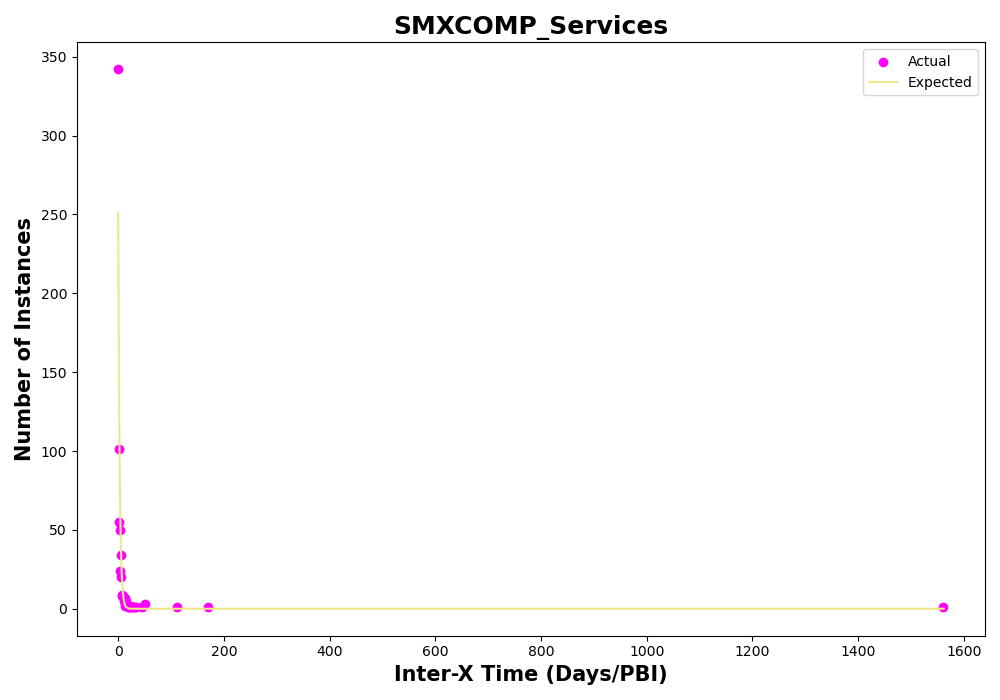 SMXCOMP_Services
Actual
Expected
Number of Instances
350
300
250
200
150
100
50
0
0 200 400 600 800 1000 1200 1400 1600
Inter-X Time (Days/PBI)